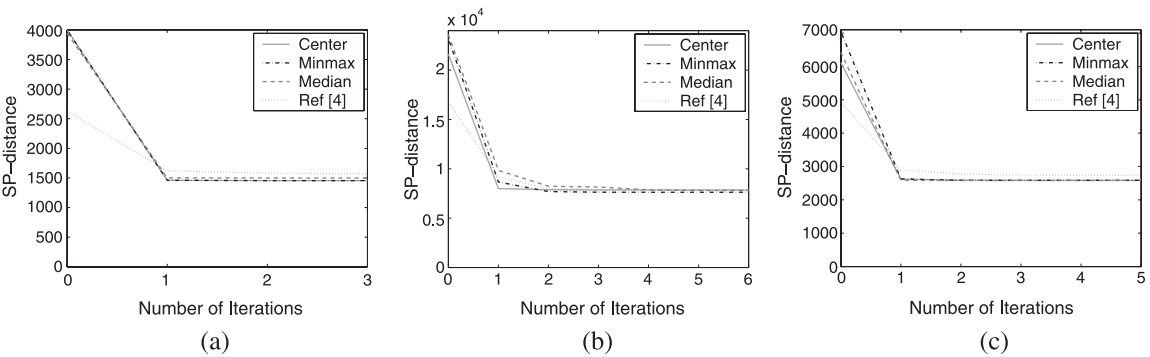 4000
3500
3000
2500
2000
1500
1000
500
0
SP–distance
Center
Minmax
Median
Ref [4]
0 1 2 3
Number of Iterations
(a)
x 10^4
2
1.5
1
0.5
0
SP–distance
Center
Minmax
Median
Ref [4]
0 1 2 3 4 5 6
Number of Iterations
(b)
7000
6000
5000
4000
3000
2000
1000
0
SP–distance
Center
Minmax
Median
Ref [4]
0 1 2 3 4 5
Number of Iterations
(c)